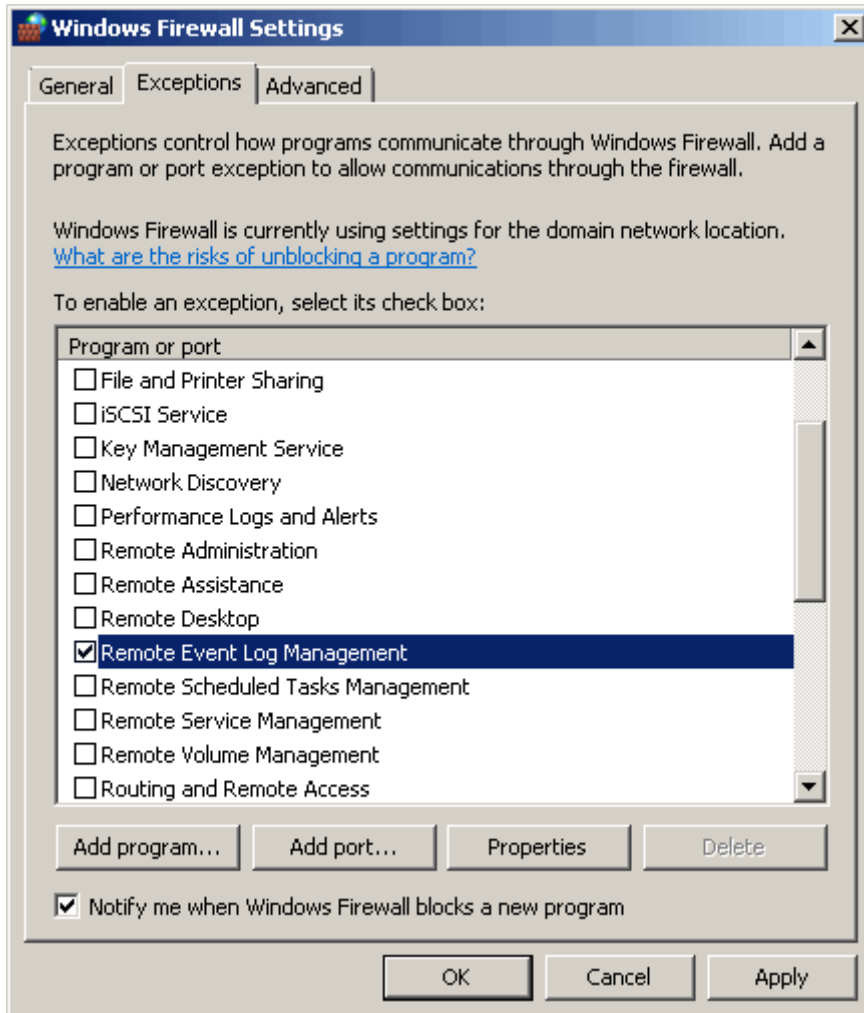 Windows Firewall Settings
General Exceptions Advanced
Exceptions control how programs communicate through Windows Firewall. Add a
program or port exception to allow communications through the firewall.
Windows Firewall is currently using settings for the domain network location.
What are the risks of unblocking a program?
To enable an exception, select its check box:
Program or port
File and Printer Sharing
iSCSI Service
Key Management Service
Network Discovery
Performance Logs and Alerts
Remote Administration
Remote Assistance
Remote Desktop
Remote Event Log Management
Remote Scheduled Tasks Management
Remote Service Management
Remote Volume Management
Routing and Remote Access
Add program... Add port... Properties Delete
Notify me when Windows Firewall blocks a new program
OK Cancel Apply